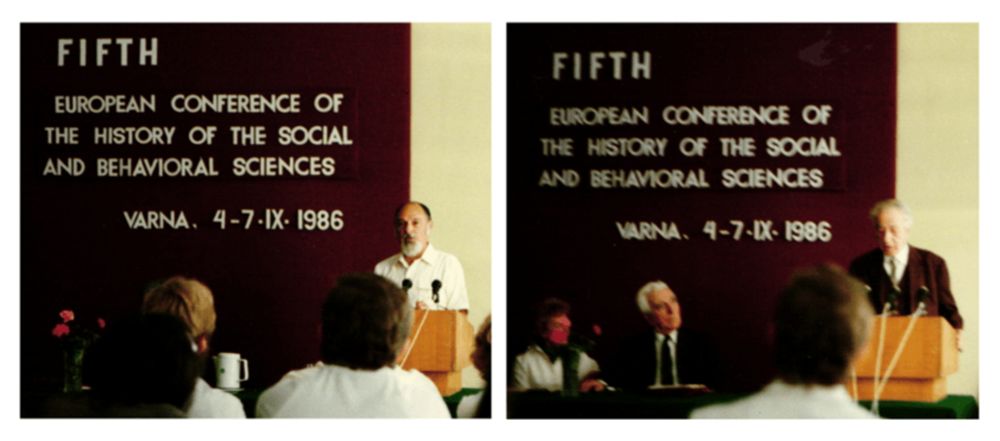 FIFTH
EUROPEAN CONFERENCE OF
THE HISTORY OF THE SOCIAL
AND BEHAVIORAL SCIENCES
VARNA. 4-7·IX· 1986
FIFTH
EUROPEAN CONFERENCE OF
THE HISTORY OF THE SOCIAL
AND BEHAVIORAL SCIENCES
VARNA. 4-7·IX· 1986